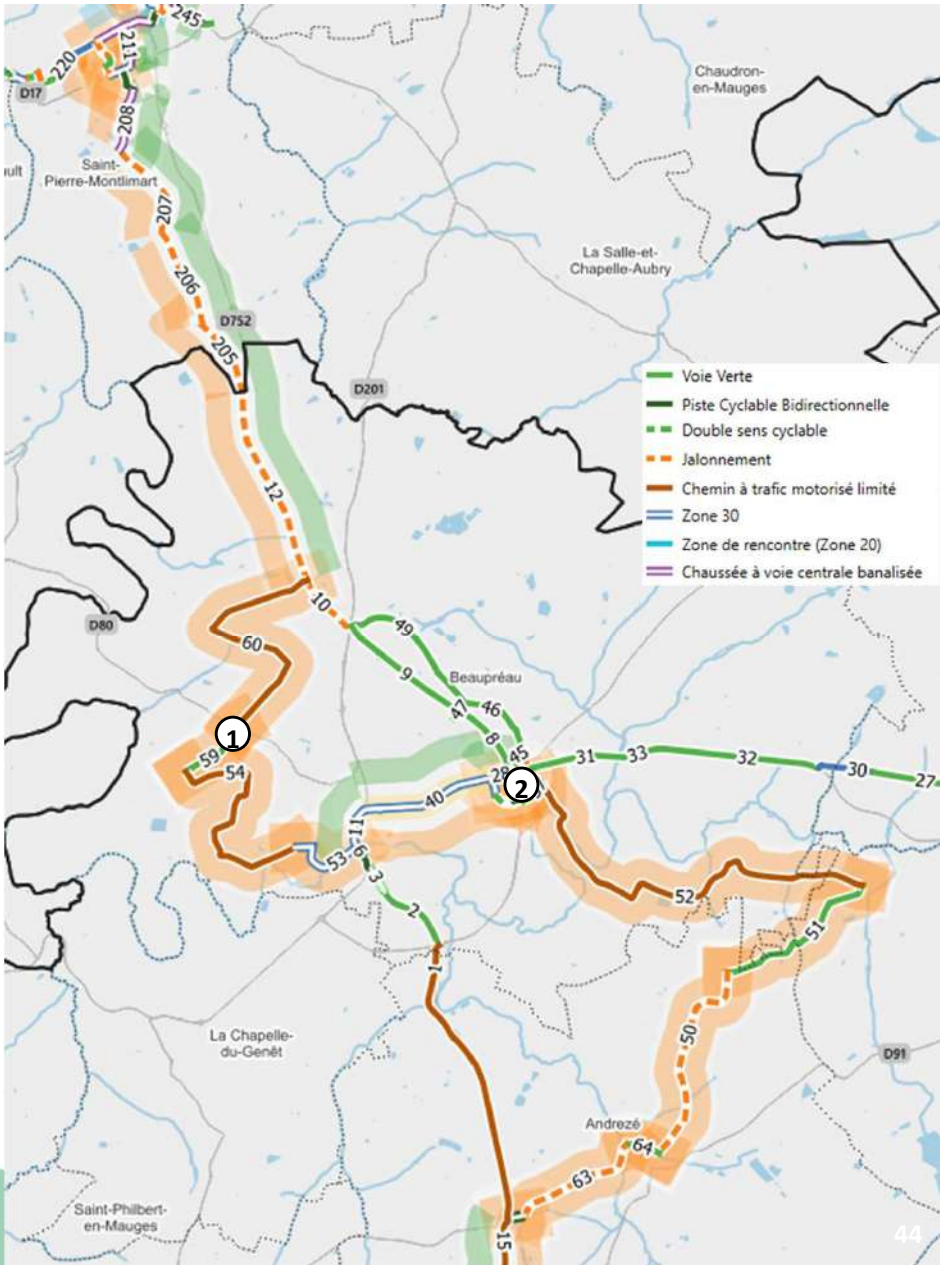 245
211
220
D17
208
Chaudron-
en-Mauges
Saint-
Pierre-Montlimart
ult
207
La Salle-et-
Chapelle-Aubry
206
D752
205
D201
Voie Verte
Piste Cyclable Bidirectionnelle
Double sens cyclable
Jalonnement
Chemin à trafic motorisé limité
Zone 30
Zone de rencontre (Zone 20)
Chaussée à voie centrale banalisée
12
10
D80
49
60
9
Beaupréau
46
47
8
1
45
31
33
32
30
27
59
54
28
2
40
11
53
6
3
52
2
51
1
50
La Chapelle-
du-Genêt
D91
Andrezé
64
63
Saint-Philbert-
en-Mauges
15
44